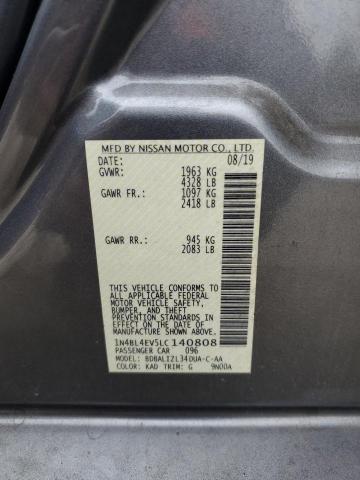 MFD BY NISSAN MOTOR CO., LTD.
DATE: 08/19
GVWR: 1963 KG
4328 LB
GAWR FR.: 1097 KG
2418 LB
GAWR RR.: 945 KG
2083 LB
THIS VEHICLE CONFORMS TO ALL
APPLICABLE FEDERAL MOTOR
VEHICLE SAFETY,
BUMPER, AND THEFT
PREVENTION STANDARDS IN
EFFECT ON THE DATE OF
MANUFACTURE SHOWN ABOVE.
1N4BL4EV5LC140808
PASSENGER CAR 096
MODEL: BDBALIZL34DUA-C-AA
COLOR: KAD TRIM: G 9N00A